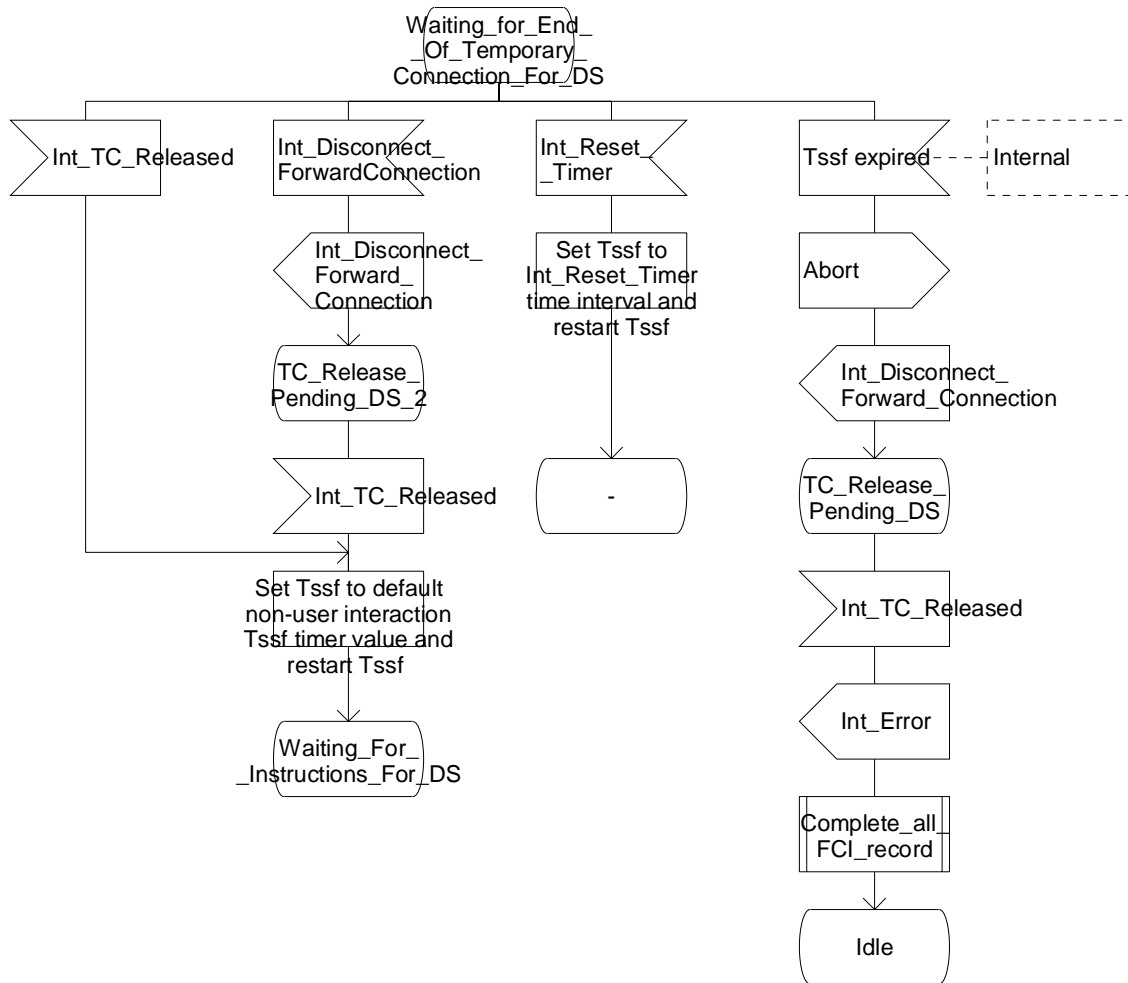 Waiting_for_End_
_Of_Temporary_
Connection_For_DS
Int_TC_Released
Int_Disconnect_
ForwardConnection
Int_Reset_
_Timer
Tssf expired
Internal
Int_Disconnect_
Forward_
Connection
Set Tssf to
Int_Reset_Timer
time interval and
restart Tssf
Abort
TC_Release_
Pending_DS_2
Int_Disconnect_
Forward_Connection
Int_TC_Released
-
TC_Release_
Pending_DS
Set Tssf to default
non-user interaction
Tssf timer value and
restart Tssf
Int_TC_Released
Waiting_For_
_Instructions_For_DS
Int_Error
Complete_all_
FCI_record
Idle